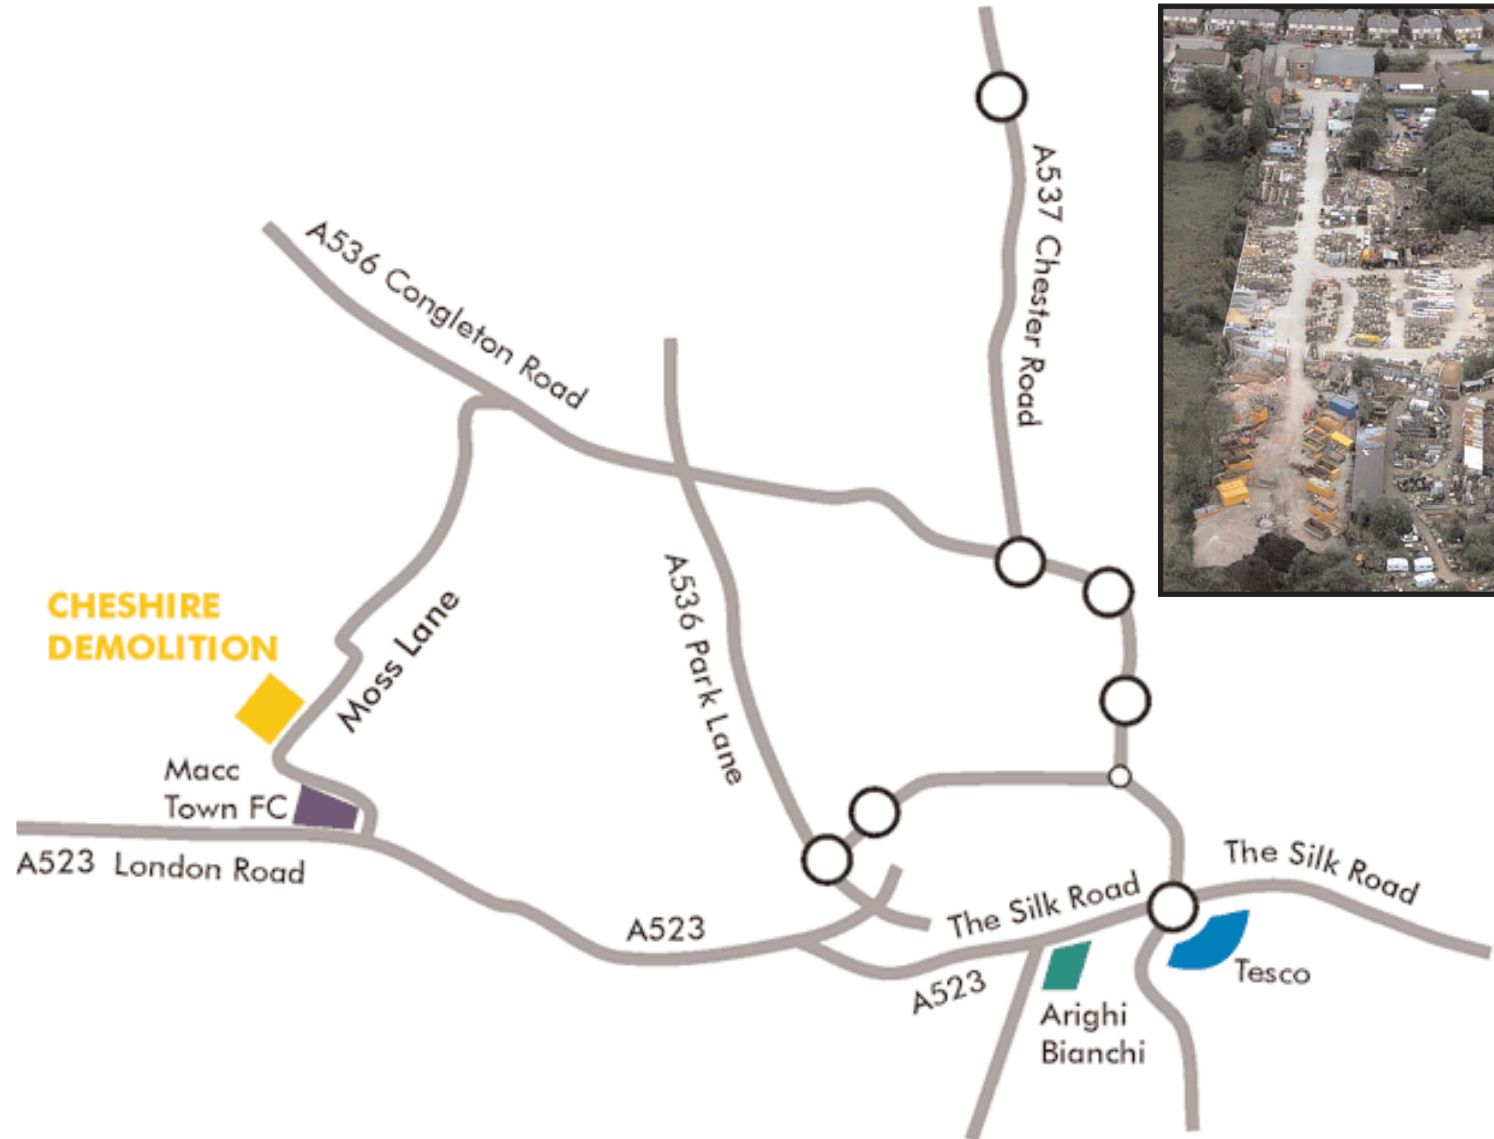 A537 Chester Road
A536 Congleton Road
A536 Park Lane
CHESHIRE
DEMOLITION
Moss Lane
Macc
Town FC
A523 London Road
A523
The Silk Road
The Silk Road
A523
Tesco
Arighi
Bianchi